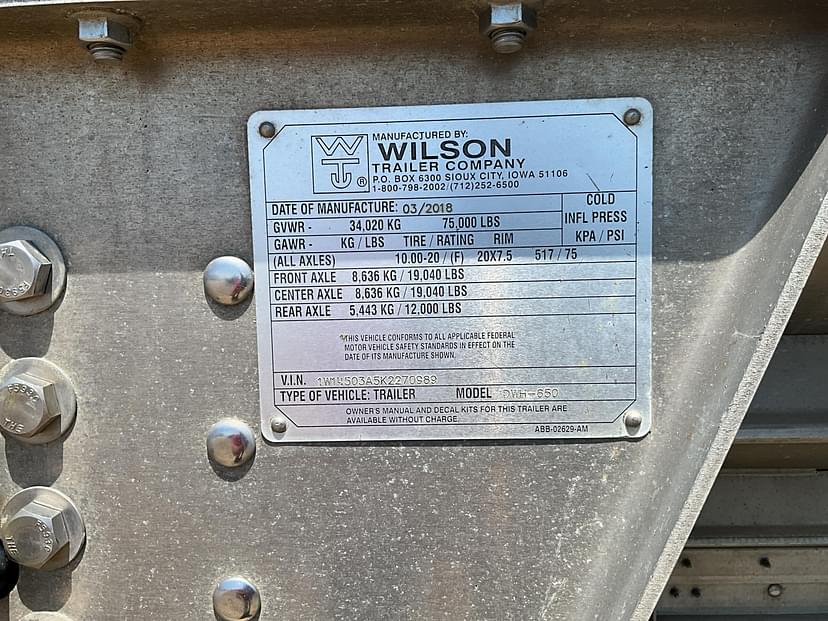 MANUFACTURED BY:
WILSON
TRAILER COMPANY
P.O. BOX 6300 SIOUX CITY, IOWA 51106
1-800-798-2002 / (712)252-6500
WT ®
DATE OF MANUFACTURE: 03/2018
COLD
GVWR - 34,020 KG 75,000 LBS
INFL PRESS
GAWR - KG / LBS TIRE / RATING RIM
KPA / PSI
(ALL AXLES) 10.00-20 / (F) 20X7.5 517 / 75
FRONT AXLE 8,636 KG / 19,040 LBS
CENTER AXLE 8,636 KG / 19,040 LBS
REAR AXLE 5,443 KG / 12,000 LBS
THIS VEHICLE CONFORMS TO ALL APPLICABLE FEDERAL
MOTOR VEHICLE SAFETY STANDARDS IN EFFECT ON THE
DATE OF ITS MANUFACTURE SHOWN.
V.I.N. 1W14503A5K2270989
TYPE OF VEHICLE: TRAILER MODEL DWH-650
OWNER'S MANUAL AND DECAL KITS FOR THIS TRAILER ARE
AVAILABLE WITHOUT CHARGE.
ABB-02629-AM
THE
THE